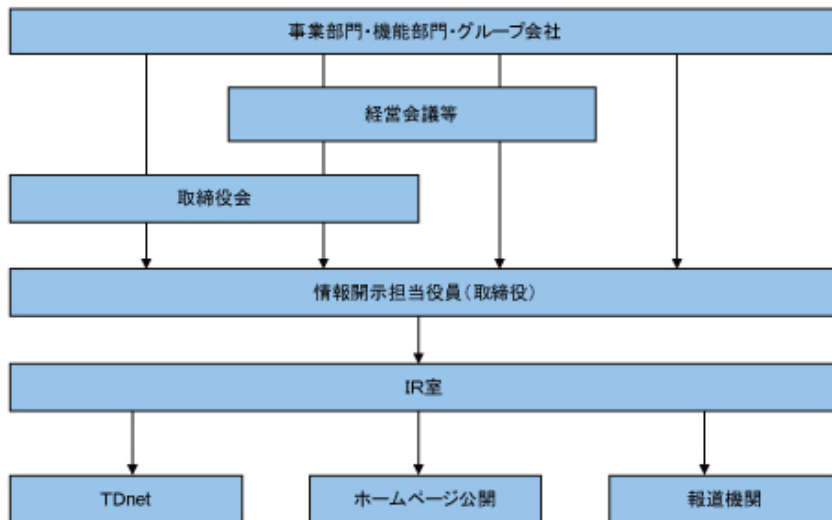 事業部門・機能部門・グループ会社
経営会議等
取締役会
情報開示担当役員（取締役）
IR室
TDnet
ホームページ公開
報道機関